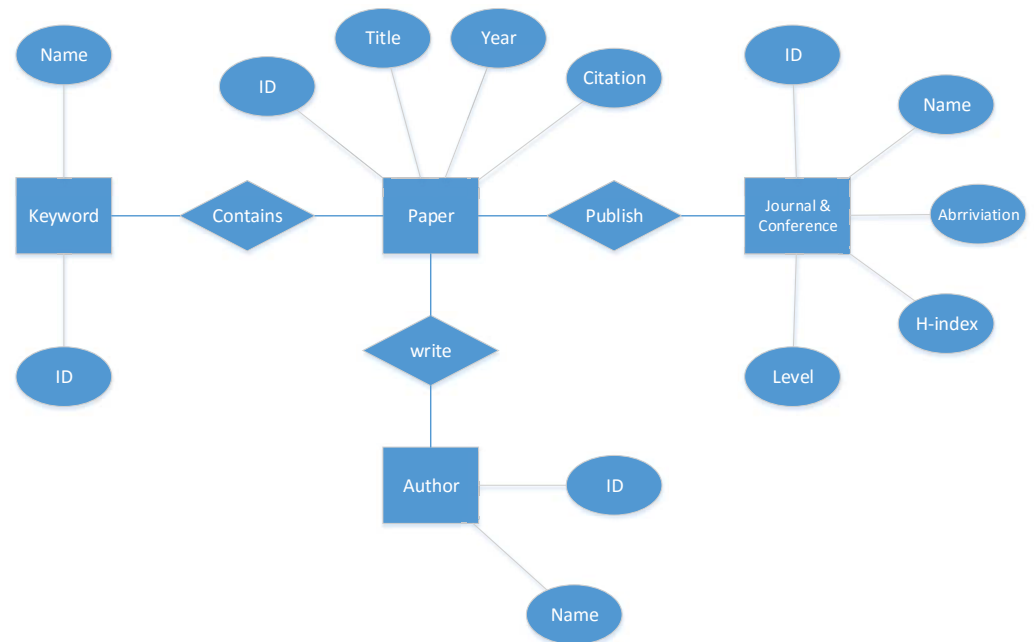 Title
Year
Name
ID
Citation
ID
Name
Keyword
Contains
Paper
Publish
Journal &
Conference
Abrriviation
H-index
write
ID
Level
Author
ID
Name